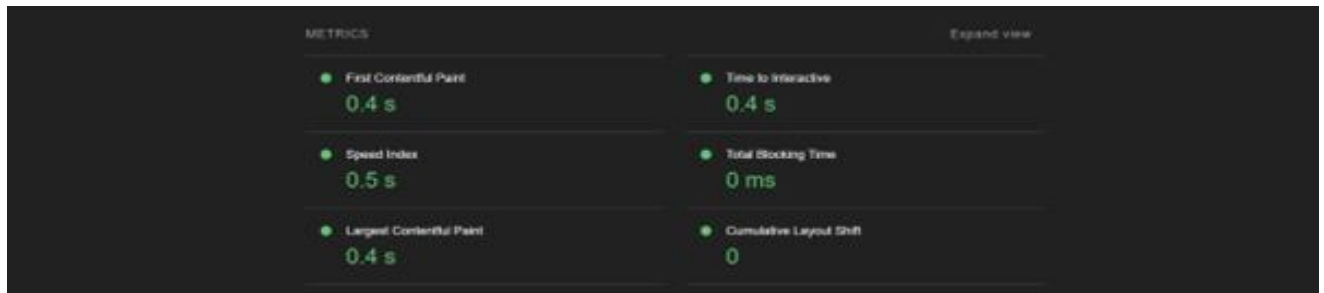 METRICS Expand view
First Contentful Paint Time to Interactive
0.4 s 0.4 s
Speed Index Total Blocking Time
0.5 s 0 ms
Largest Contentful Paint Cumulative Layout Shift
0.4 s 0